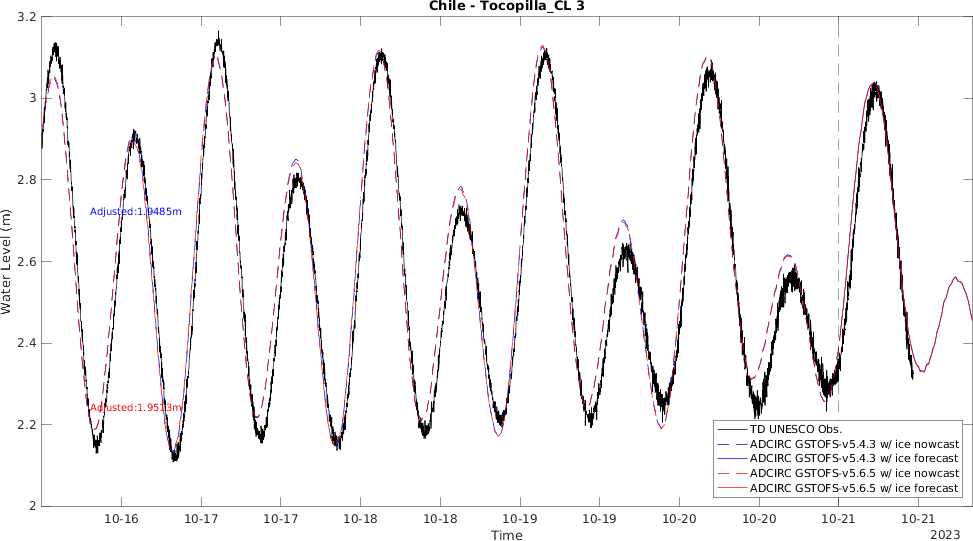 Chile - Tocopilla_CL 3
3.2
3
2.8
2.6
2.4
2.2
2
Water Level (m)
Adjusted:1.9485m
Adjusted:1.9513m
TD UNESCO Obs.
ADCIRC GSTOFS-v5.4.3 w/ ice nowcast
ADCIRC GSTOFS-v5.4.3 w/ ice forecast
ADCIRC GSTOFS-v5.6.5 w/ ice nowcast
ADCIRC GSTOFS-v5.6.5 w/ ice forecast
10-16 10-17 10-17 10-18 10-18 10-19 10-19 10-20 10-20 10-21 10-21
Time
2023